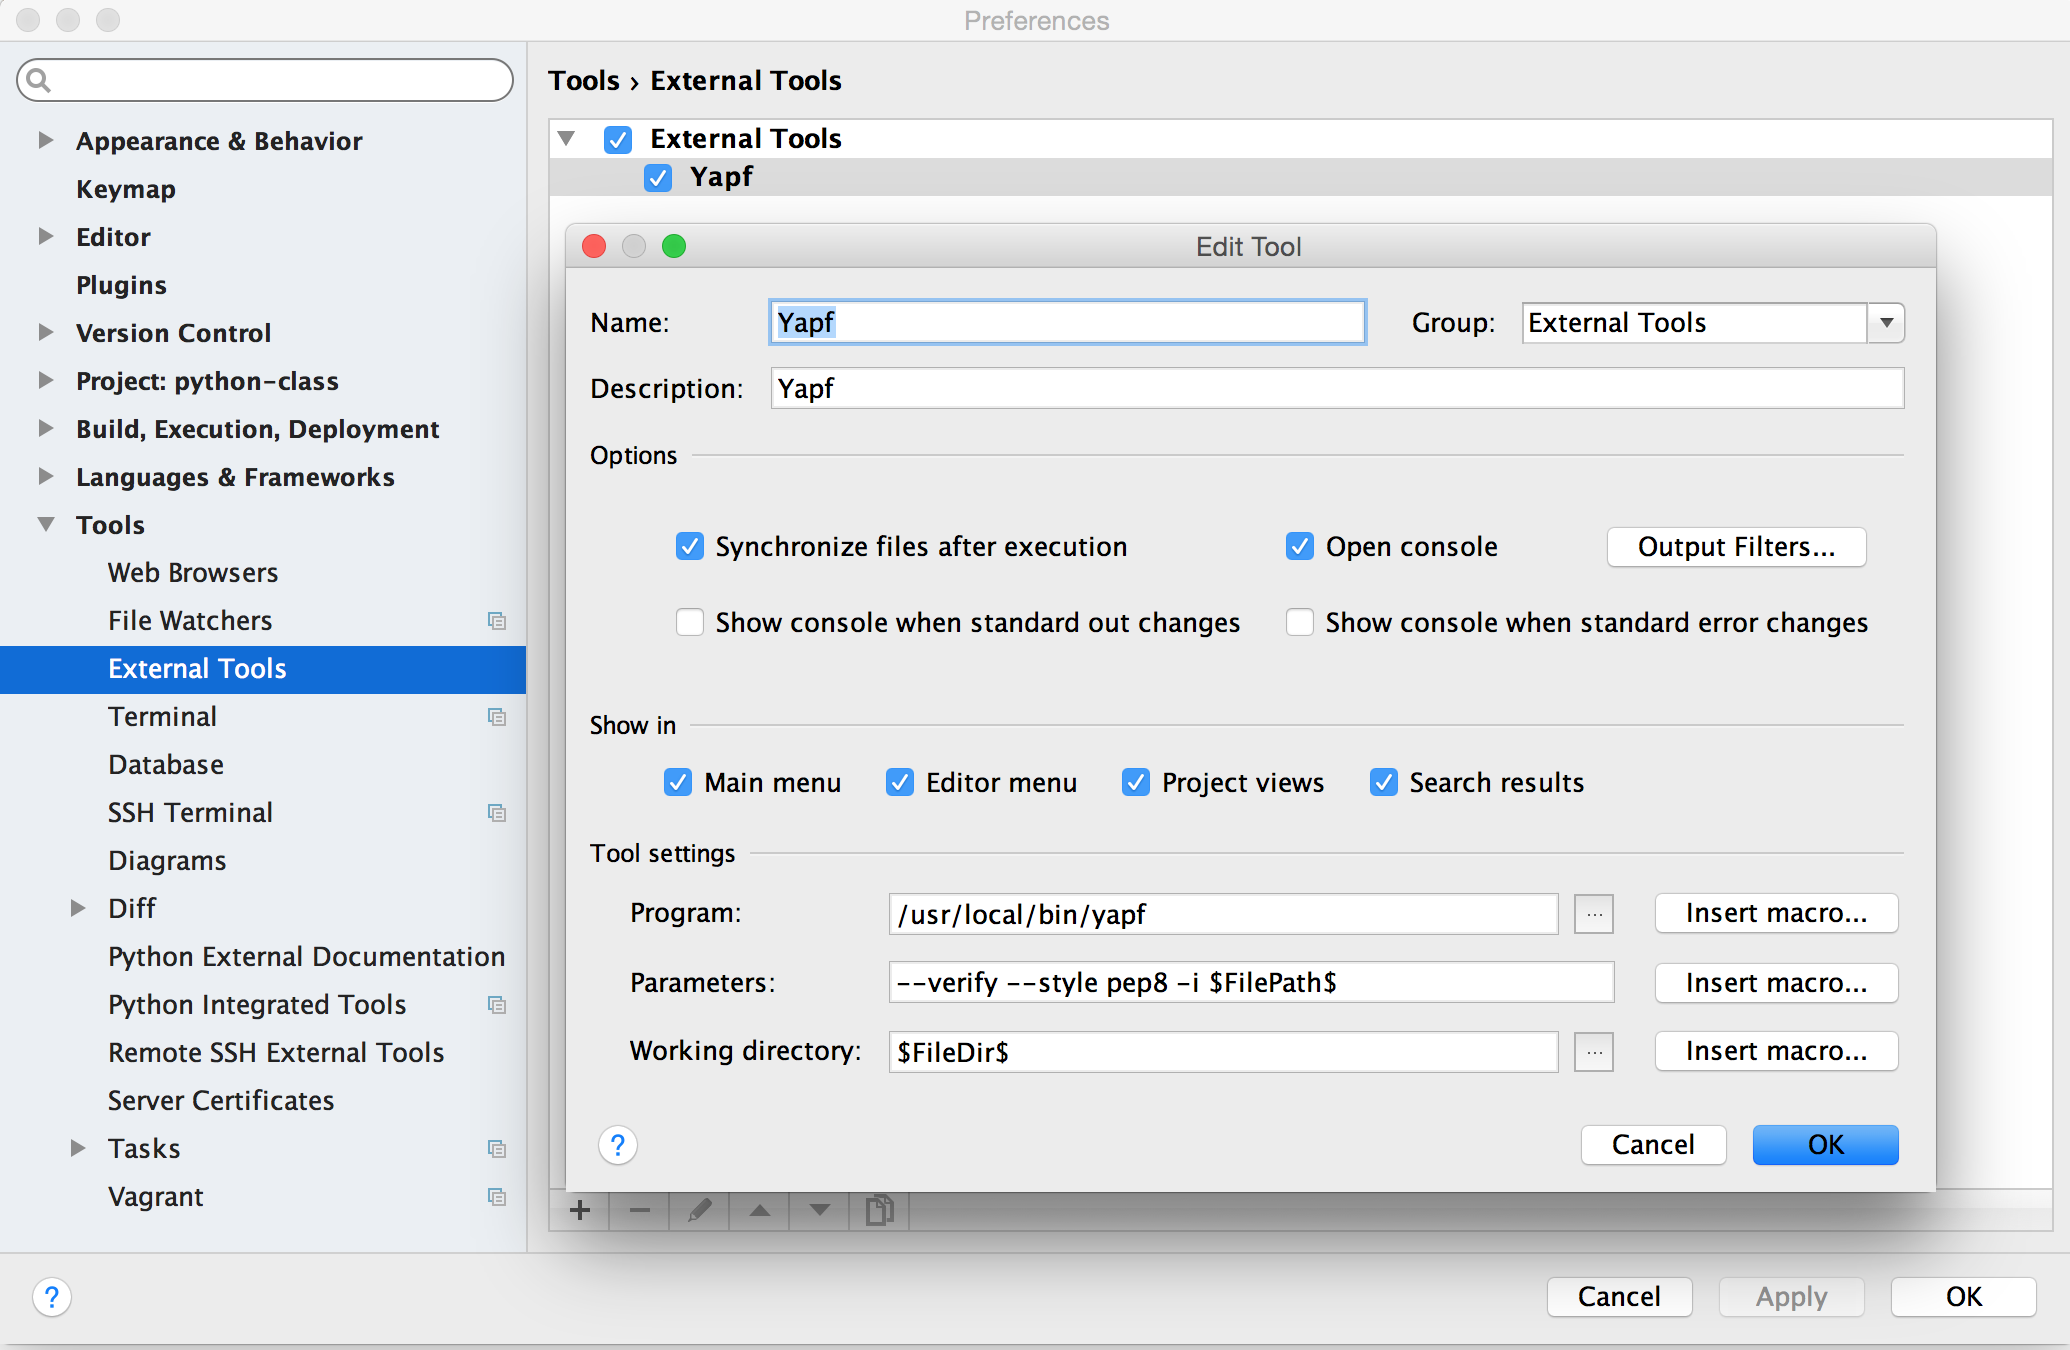 Preferences
Tools › External Tools
Appearance & Behavior
Keymap
Editor
Plugins
Version Control
Project: python-class
Build, Execution, Deployment
Languages & Frameworks
Tools
Web Browsers
File Watchers
External Tools
Terminal
Database
SSH Terminal
Diagrams
Diff
Python External Documentation
Python Integrated Tools
Remote SSH External Tools
Server Certificates
Tasks
Vagrant
External Tools
Yapf
Edit Tool
Name: Yapf Group: External Tools
Description: Yapf
Options
Synchronize files after execution Open console Output Filters...
Show console when standard out changes Show console when standard error changes
Show in
Main menu Editor menu Project views Search results
Tool settings
Program: /usr/local/bin/yapf ... Insert macro...
Parameters: --verify --style pep8 -i $FilePath$ Insert macro...
Working directory: $FileDir$ ... Insert macro...
? Cancel OK
? Cancel Apply OK